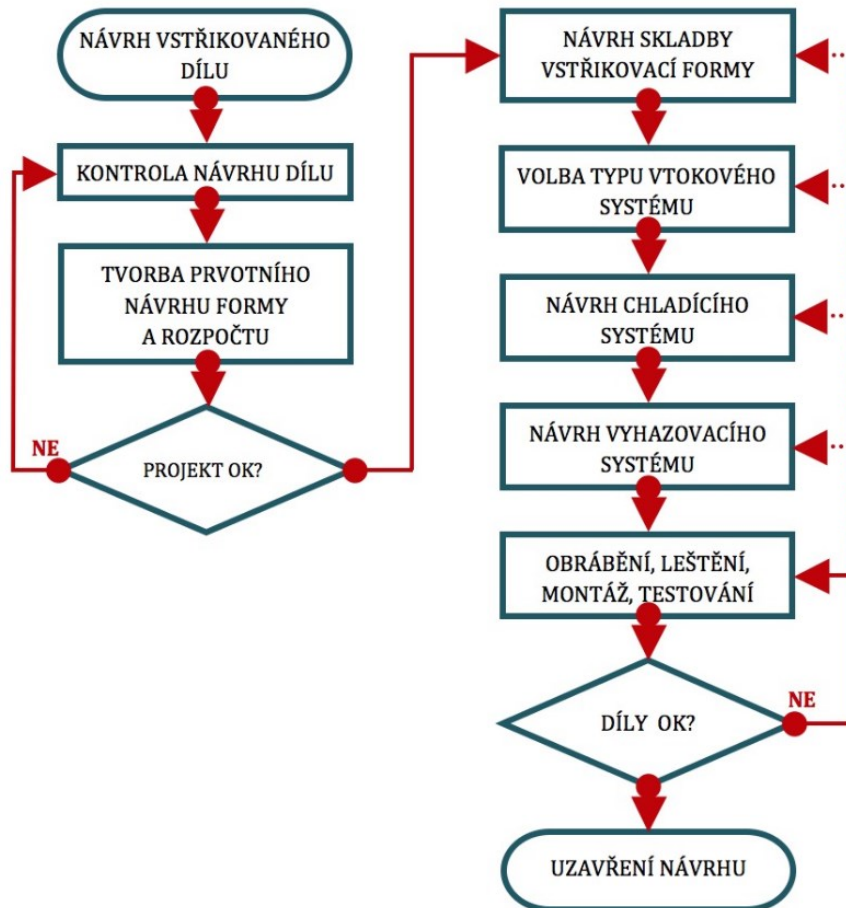 NÁVRH VSTŘIKOVANÉHO
DÍLU
KONTROLA NÁVRHU DÍLU
TVORBA PRVOTNÍHO
NÁVRHU FORMY
A ROZPOČTU
NE
PROJEKT OK?
NÁVRH SKLADBY
VSTŘIKOVACÍ FORMY
VOLBA TYPU VTOKOVÉHO
SYSTÉMU
NÁVRH CHLADÍCÍHO
SYSTÉMU
NÁVRH VYHAZOVACÍHO
SYSTÉMU
OBRÁBĚNÍ, LEŠTĚNÍ,
MONTÁŽ, TESTOVÁNÍ
NE
DÍLY OK?
UZAVŘENÍ NÁVRHU